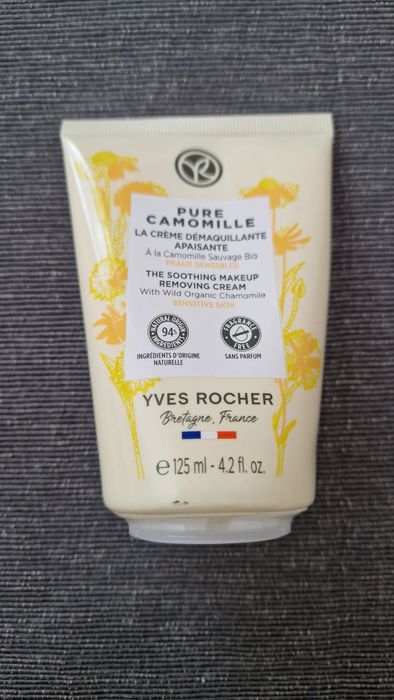 YR
PURE
CAMOMILLE
LA CRÈME DÉMAQUILLANTE
APAISANTE
À la Camomille Sauvage Bio
PEAUX SENSIBLES
THE SOOTHING MAKEUP
REMOVING CREAM
With Wild Organic Chamomile
SENSITIVE SKIN
NATURAL ORIGIN
94%
INGREDIENTS
INGRÉDIENTS D'ORIGINE
NATURELLE
FRAGRANCE
FREE
SANS PARFUM
YVES ROCHER
Bretagne, France
℮ 125 ml - 4.2 fl. oz.